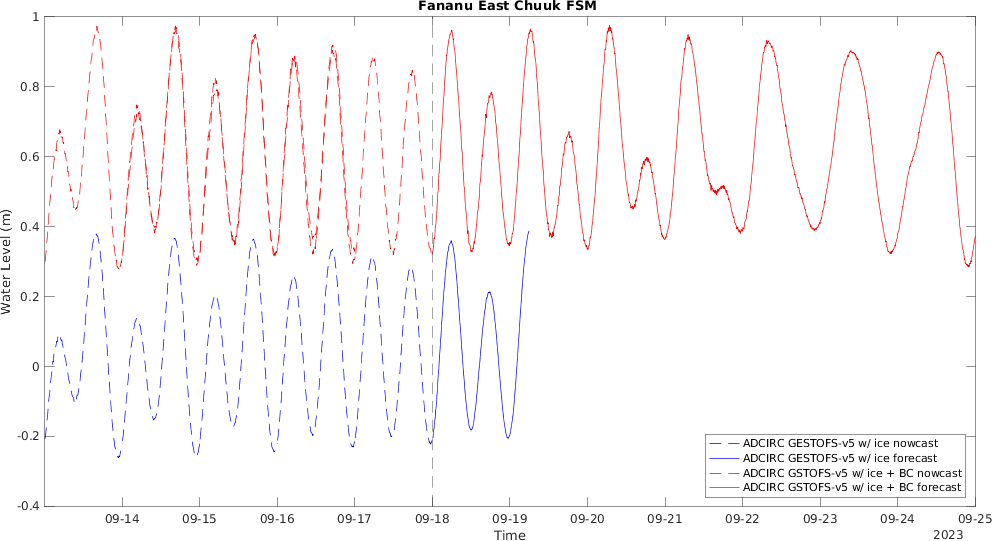 Fananu East Chuuk FSM
1
0.8
0.6
0.4
0.2
0
-0.2
-0.4
Water Level (m)
ADCIRC GESTOFS-v5 w/ ice nowcast
ADCIRC GESTOFS-v5 w/ ice forecast
ADCIRC GSTOFS-v5 w/ ice + BC nowcast
ADCIRC GSTOFS-v5 w/ ice + BC forecast
09-14 09-15 09-16 09-17 09-18 09-19 09-20 09-21 09-22 09-23 09-24 09-25
Time 2023